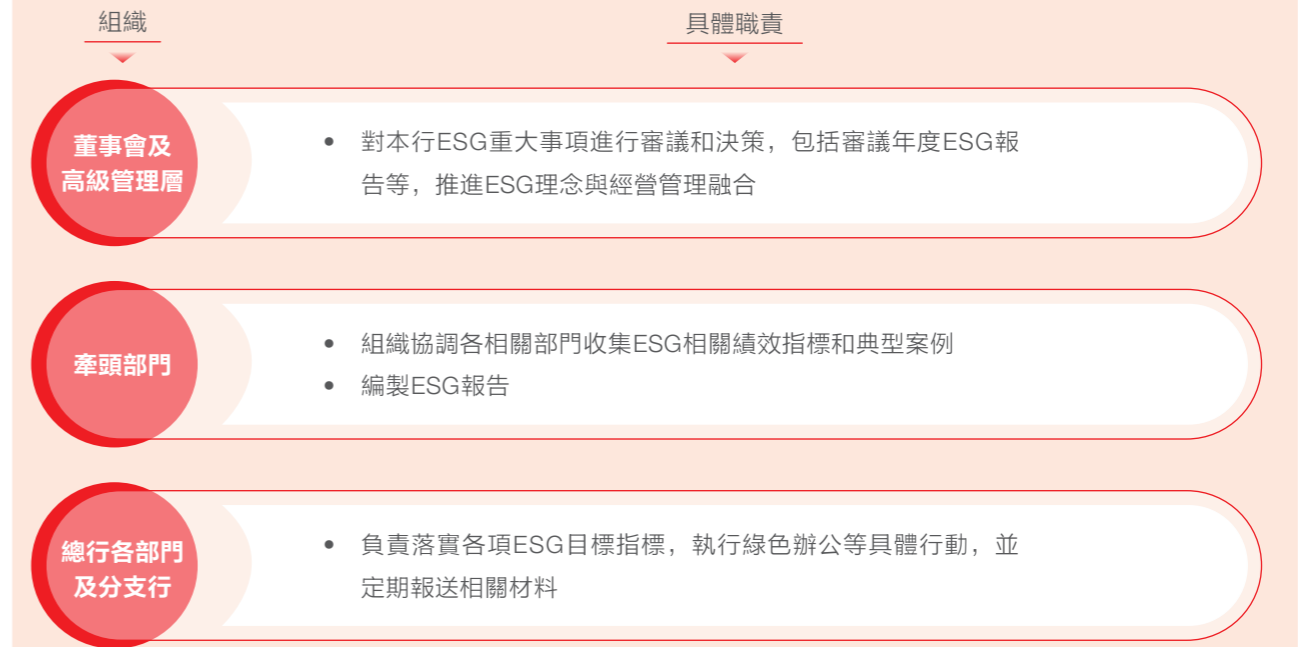 組織
具體職責
董事會及
高級管理層
• 對本行ESG重大事項進行審議和決策，包括審議年度ESG報
告等，推進ESG理念與經營管理融合
牽頭部門
• 組織協調各相關部門收集ESG相關績效指標和典型案例
• 編製ESG報告
總行各部門
及分支行
• 負責落實各項ESG目標指標，執行綠色辦公等具體行動，並
定期報送相關材料